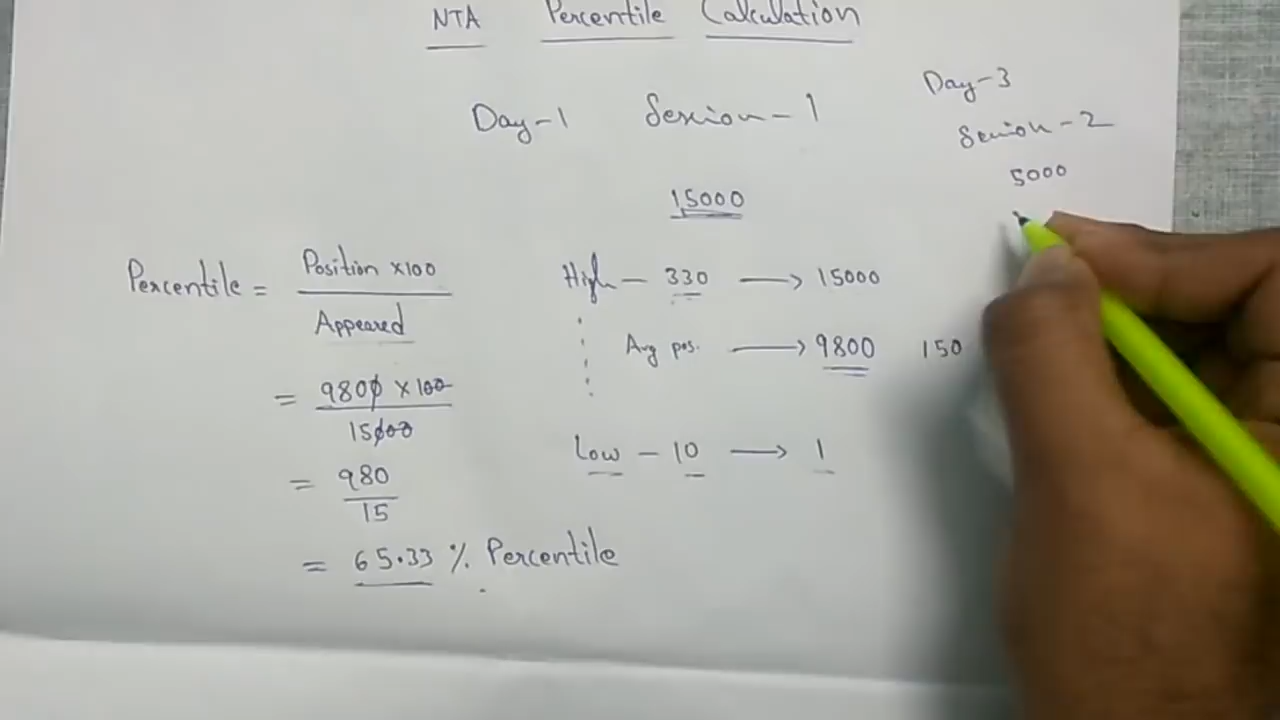 NTA Percentile Calculation
Day-1 Session-1
15000
Percentile = Position x100
Appeared
= 9800 x 100
15000
= 980
15
= 65.33 % Percentile
High - 330 → 15000
Avg pos. → 9800 150
Low - 10 → 1
Day-3
Session-2
5000